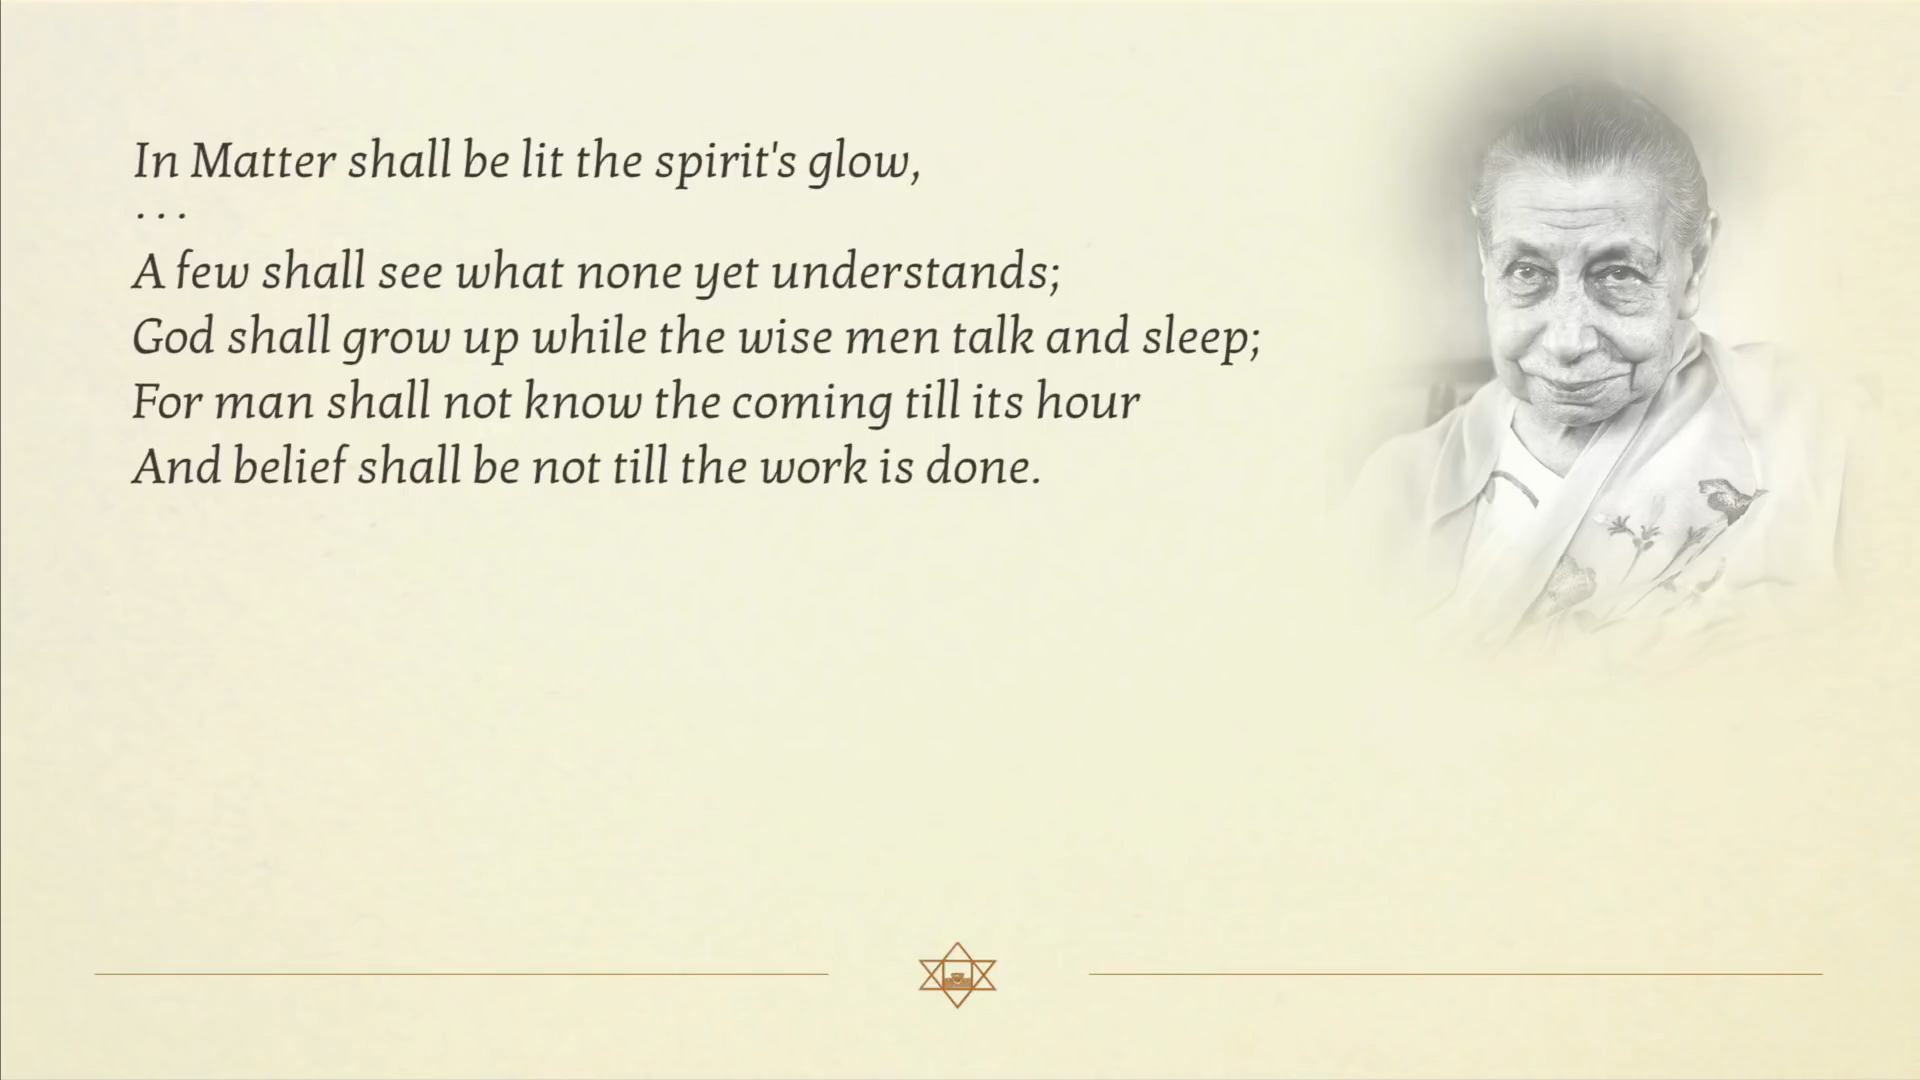 In Matter shall be lit the spirit's glow,
...
A few shall see what none yet understands;
God shall grow up while the wise men talk and sleep;
For man shall not know the coming till its hour
And belief shall be not till the work is done.